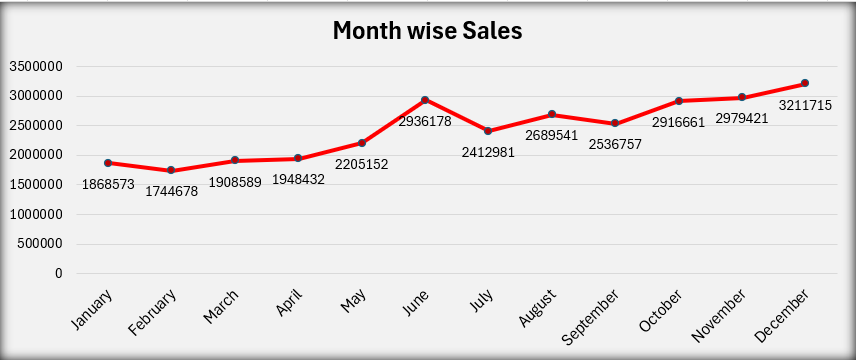 Month wise Sales
3500000
3000000
2500000
2000000
1500000
1000000
500000
0
1868573
1744678
1908589
1948432
2205152
2936178
2412981
2689541
2536757
2916661
2979421
3211715
January
February
March
April
May
June
July
August
September
October
November
December